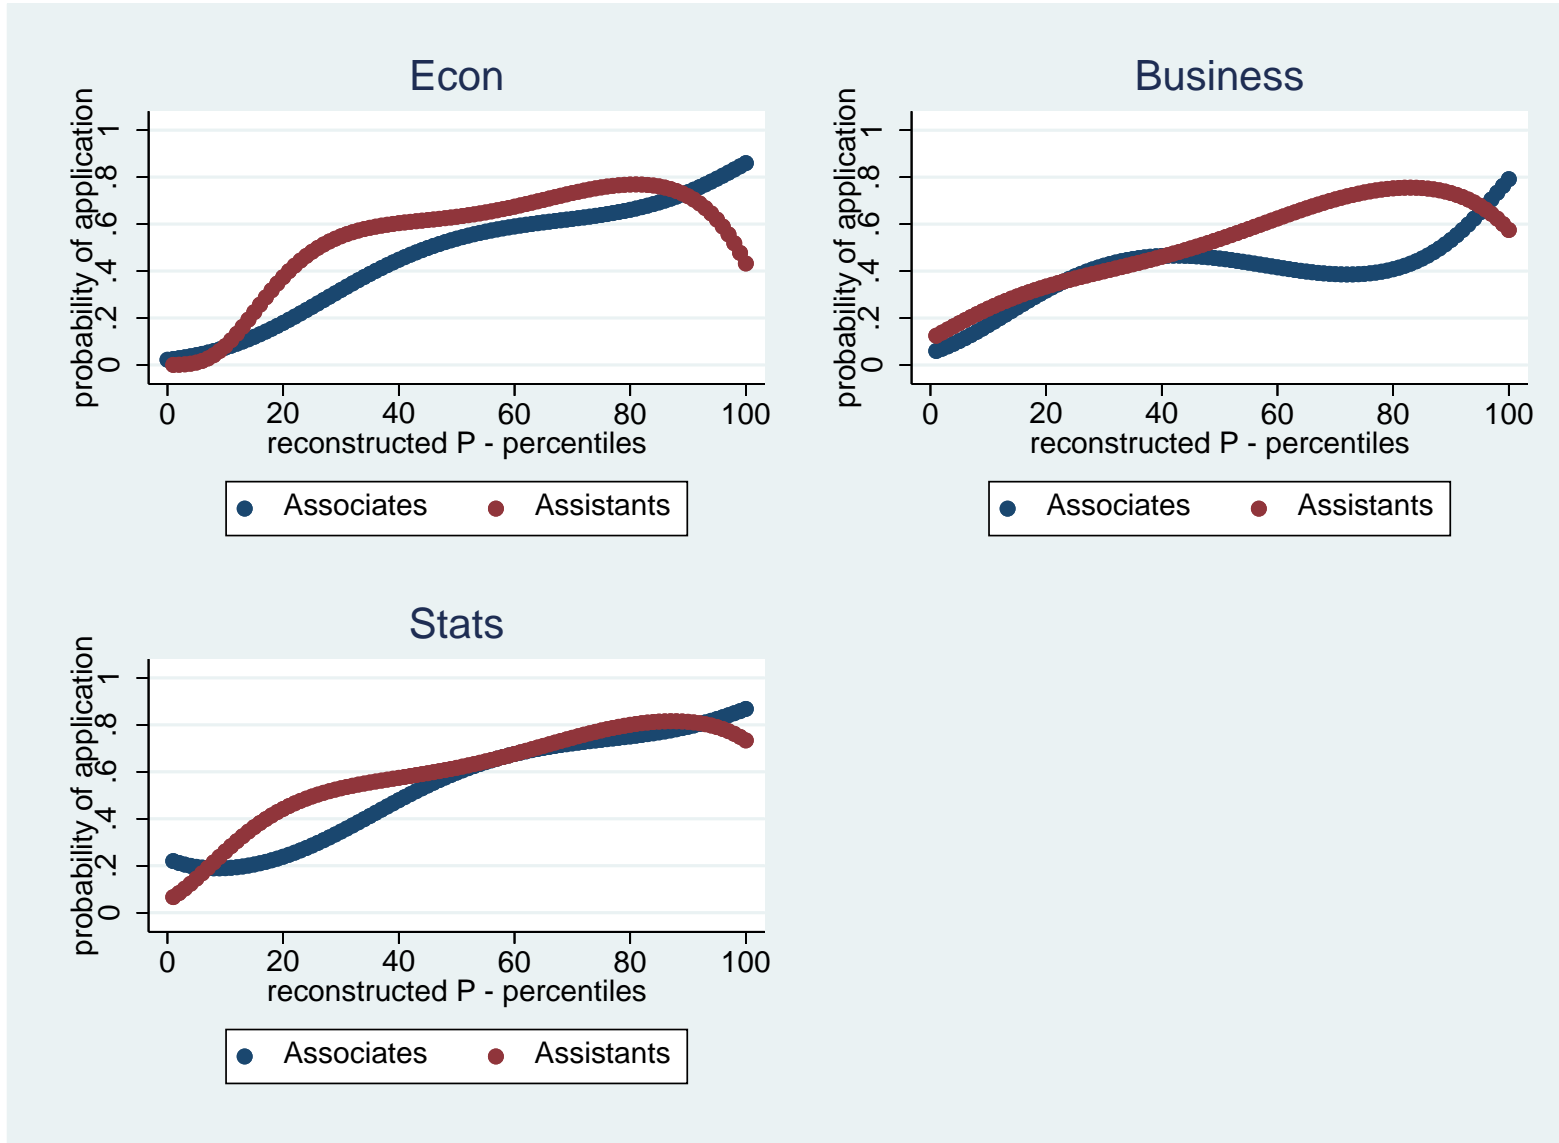 Econ
probability of application
1
.8
.6
.4
.2
0
0 20 40 60 80 100
reconstructed P - percentiles
Associates Assistants
Business
probability of application
1
.8
.6
.4
.2
0
0 20 40 60 80 100
reconstructed P - percentiles
Associates Assistants
Stats
probability of application
1
.8
.6
.4
.2
0
0 20 40 60 80 100
reconstructed P - percentiles
Associates Assistants